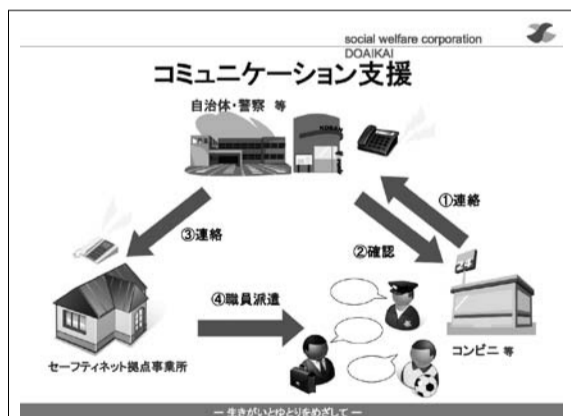 social welfare corporation
DOAIKAI
コミュニケーション支援
自治体・警察 等
KOBAN
①連絡
③連絡
②確認
24
④職員派遣
セーフティネット拠点事業所
コンビニ 等
― 生きがいとゆとりをめざして ―